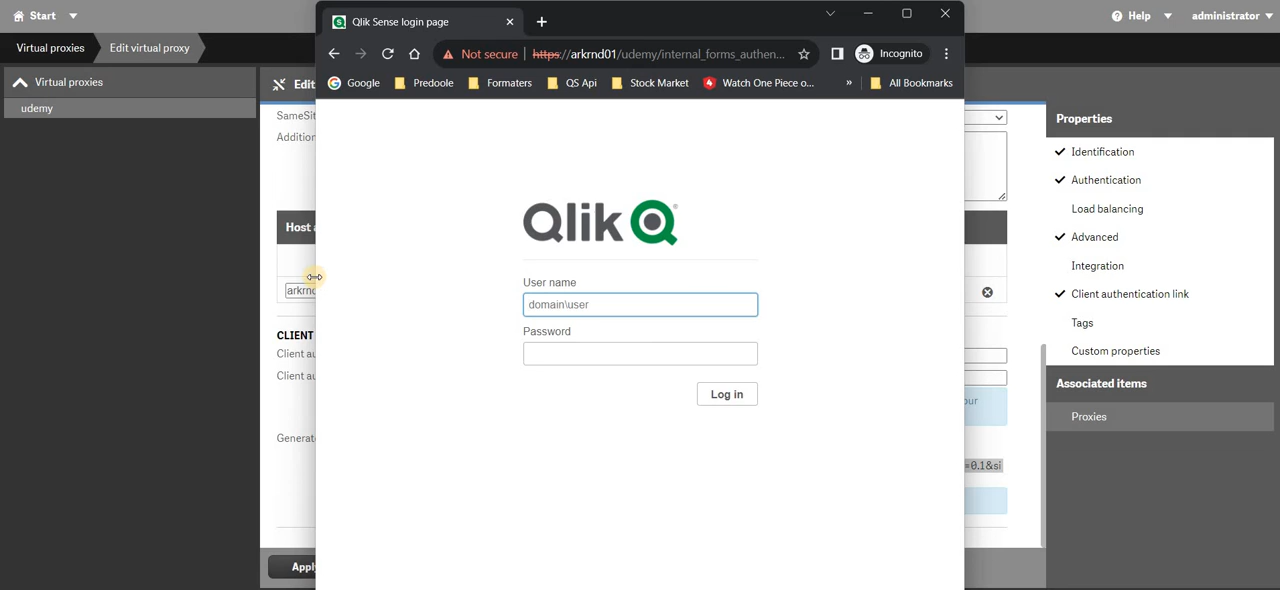 Start
Help
administrator
Virtual proxies
Edit virtual proxy
Virtual proxies
udemy
Edit
Qlik Sense login page
Not secure
https://arkrnd01/udemy/internal_forms_authen...
Incognito
Google
Predoole
Formaters
QS Api
Stock Market
Watch One Piece o...
»
All Bookmarks
SameSit
Addition
Host a
arkrnd
CLIENT
Client au
Client au
Generat
Apply
Qlik
User name
domain\user
Password
Log in
our
=0.1&si
Properties
Identification
Authentication
Load balancing
Advanced
Integration
Client authentication link
Tags
Custom properties
Associated items
Proxies